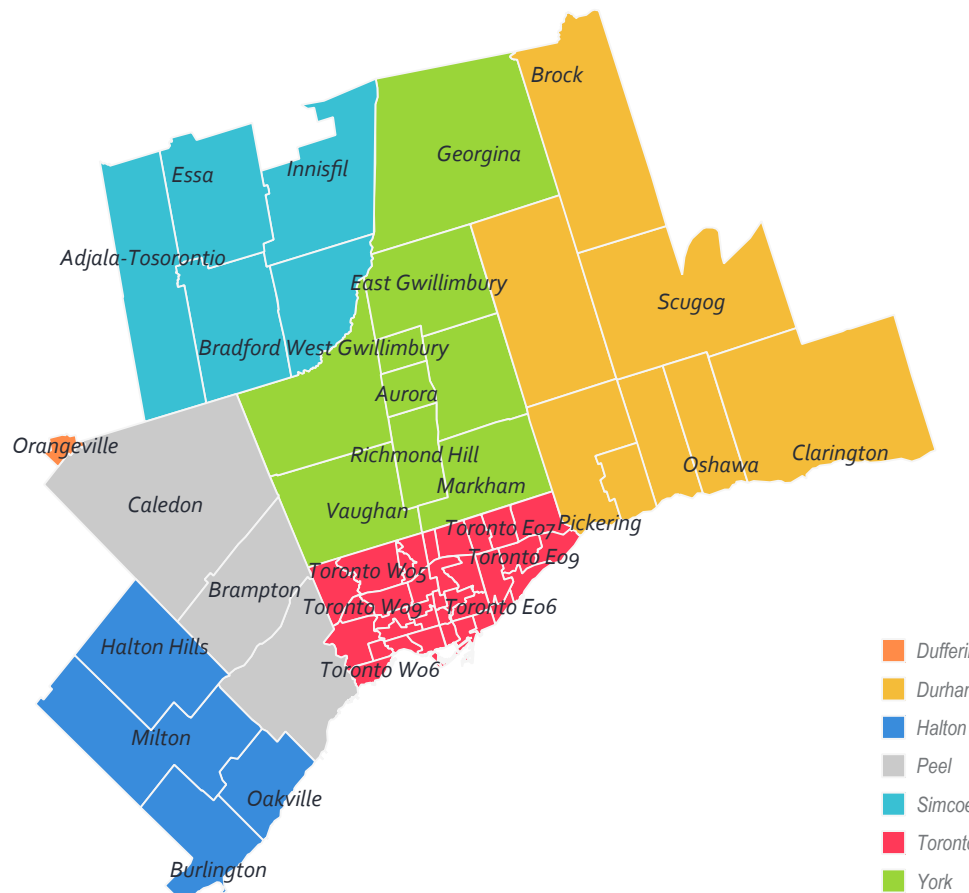 Brock
Georgina
Innisfil
Essa
Adjala-Tosorontio
East Gwillimbury
Scugog
Bradford West Gwillimbury
Aurora
Orangeville
Richmond Hill
Clarington
Oshawa
Markham
Caledon
Vaughan
Pickering
Toronto E07
Toronto E09
Toronto W05
Brampton
Toronto W09
Toronto E06
Halton Hills
Toronto W06
Milton
Oakville
Burlington
Dufferin
Durham
Halton
Peel
Simcoe
Toronto
York